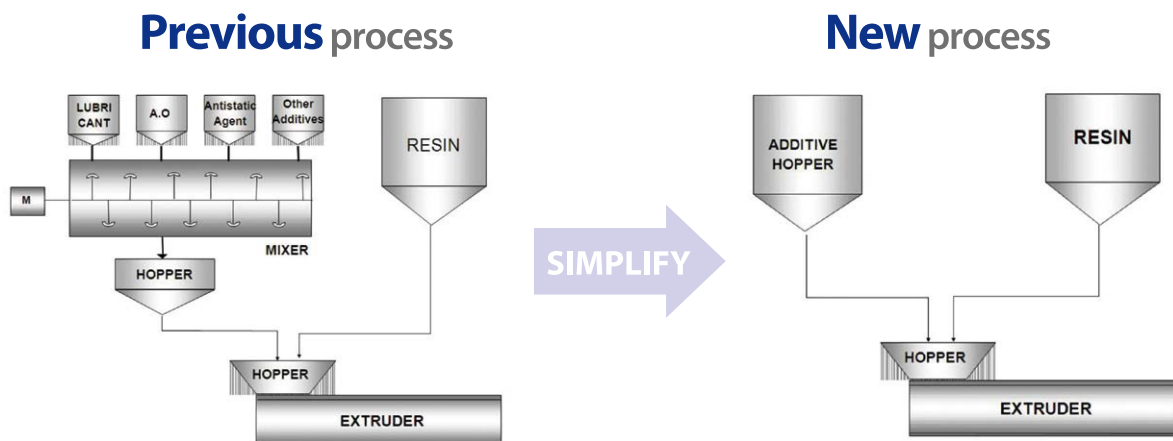 Previous process
New process
LUBRI
CANT
A.O
Antistatic
Agent
Other
Additives
RESIN
M
MIXER
HOPPER
HOPPER
EXTRUDER
SIMPLIFY
ADDITIVE
HOPPER
RESIN
HOPPER
EXTRUDER